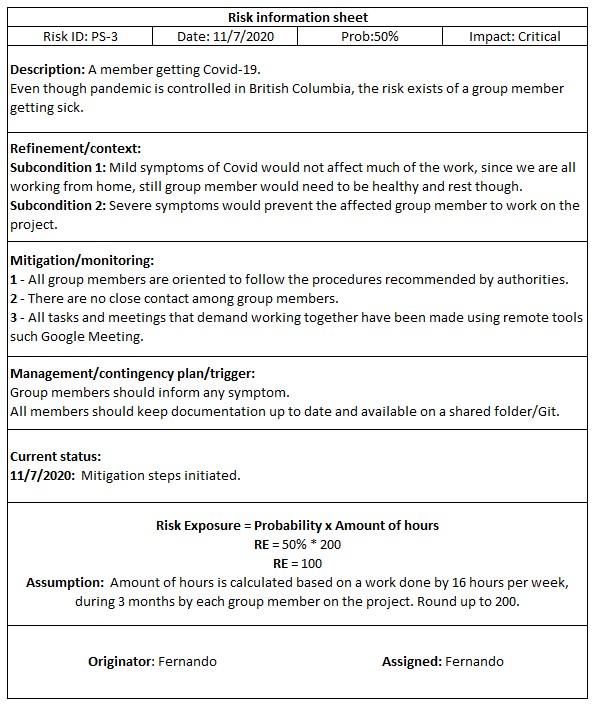 Risk information sheet
Risk ID: PS-3 Date: 11/7/2020 Prob:50% Impact: Critical
Description: A member getting Covid-19.
Even though pandemic is controlled in British Columbia, the risk exists of a group member
getting sick.
Refinement/context:
Subcondition 1: Mild symptoms of Covid would not affect much of the work, since we are all
working from home, still group member would need to be healthy and rest though.
Subcondition 2: Severe symptoms would prevent the affected group member to work on the
project.
Mitigation/monitoring:
1 - All group members are oriented to follow the procedures recommended by authorities.
2 - There are no close contact among group members.
3 - All tasks and meetings that demand working together have been made using remote tools
such Google Meeting.
Management/contingency plan/trigger:
Group members should inform any symptom.
All members should keep documentation up to date and available on a shared folder/Git.
Current status:
11/7/2020: Mitigation steps initiated.
Risk Exposure = Probability x Amount of hours
RE = 50% * 200
RE = 100
Assumption: Amount of hours is calculated based on a work done by 16 hours per week,
during 3 months by each group member on the project. Round up to 200.
Originator: Fernando Assigned: Fernando